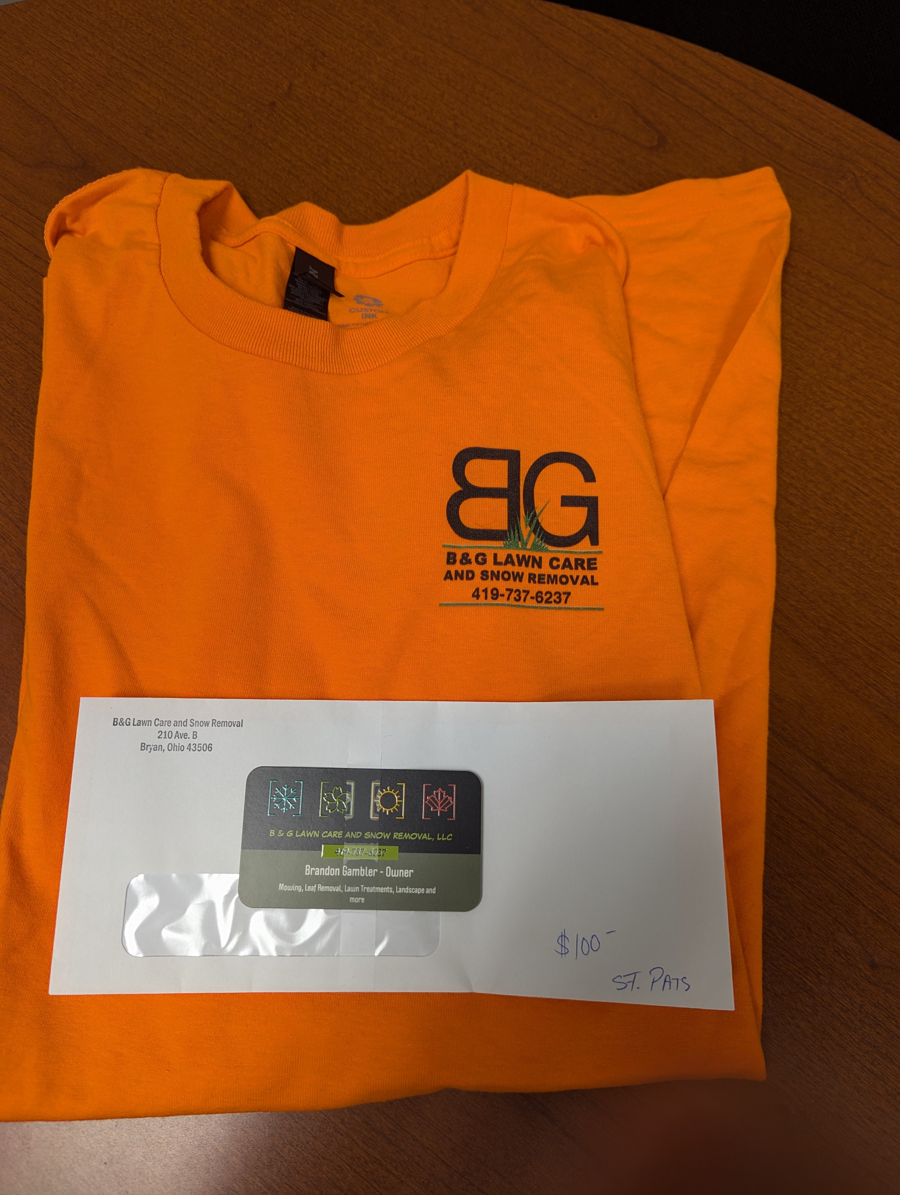 CUSTOM
INK
BG
B&G LAWN CARE
AND SNOW REMOVAL
419-737-6237
B&G Lawn Care and Snow Removal
210 Ave. B
Bryan, Ohio 43506
B & G LAWN CARE AND SNOW REMOVAL, LLC
Brandon Gambler - Owner
Mowing, Leaf Removal, Lawn Treatments, Landscape and
more
$100-
ST. PATS